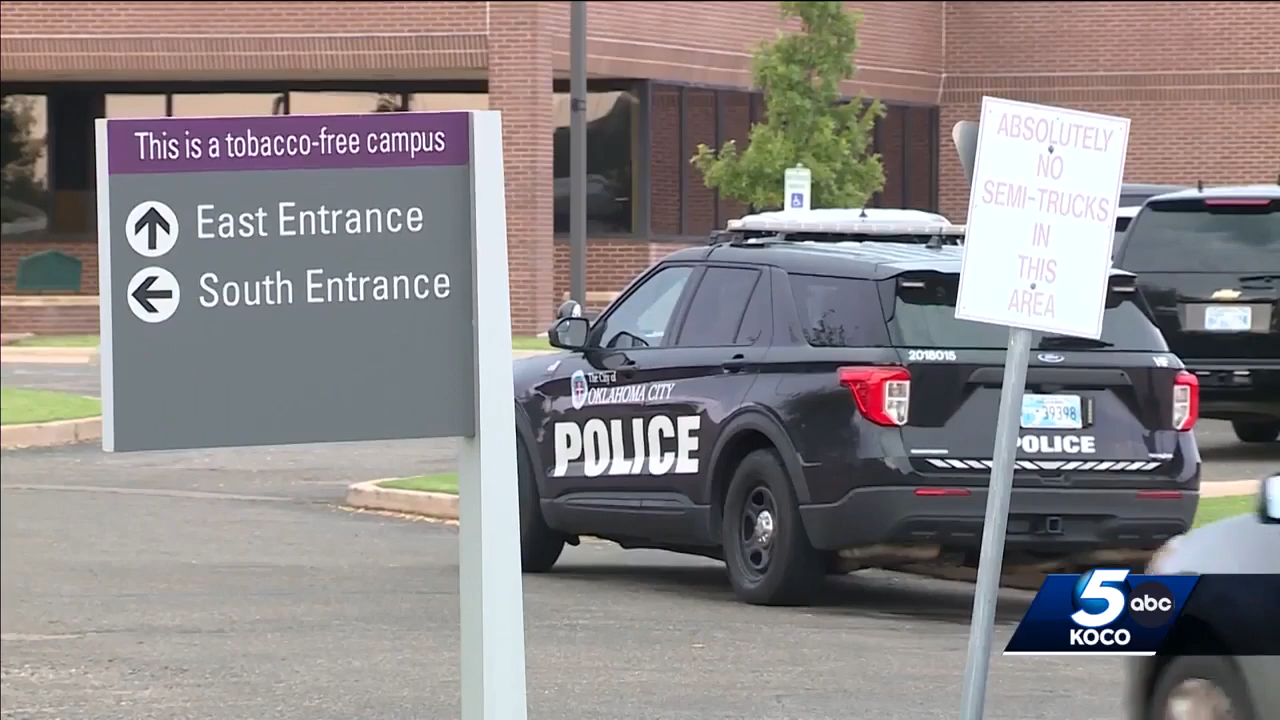 This is a tobacco-free campus
East Entrance
South Entrance
ABSOLUTELY
NO
SEMI-TRUCKS
IN
THIS
AREA
2018015
The City of
OKLAHOMA CITY
POLICE
39398
POLICE
5 abc
KOCO